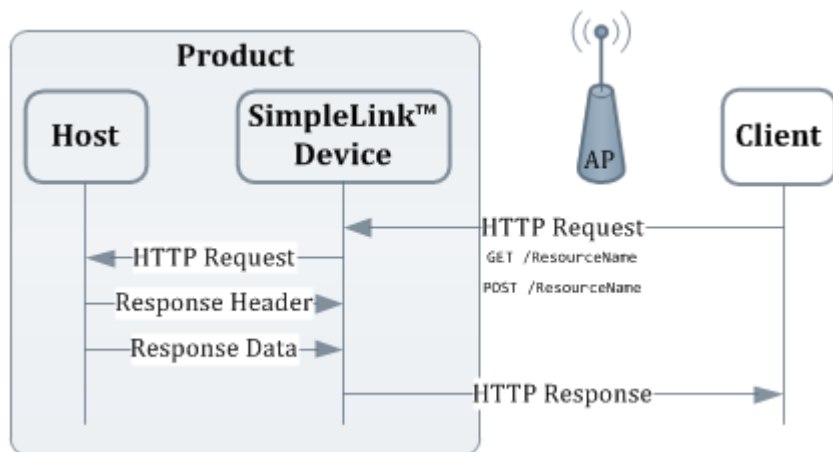 Product
Host
SimpleLink™
Device
AP
Client
HTTP Request
GET /ResourceName
POST /ResourceName
HTTP Request
Response Header
Response Data
HTTP Response